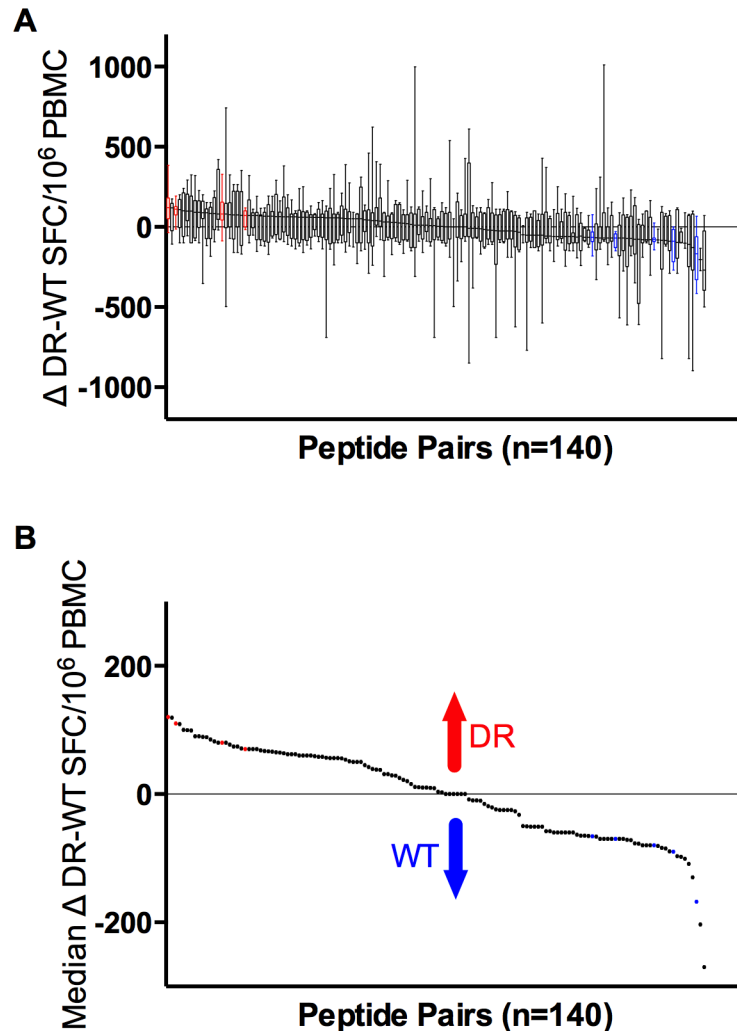 A
Δ DR-WT SFC/10⁶ PBMC
1000
500
0
-500
-1000
Peptide Pairs (n=140)
B
Median Δ DR-WT SFC/10⁶ PBMC
200
0
-200
DR
WT
Peptide Pairs (n=140)